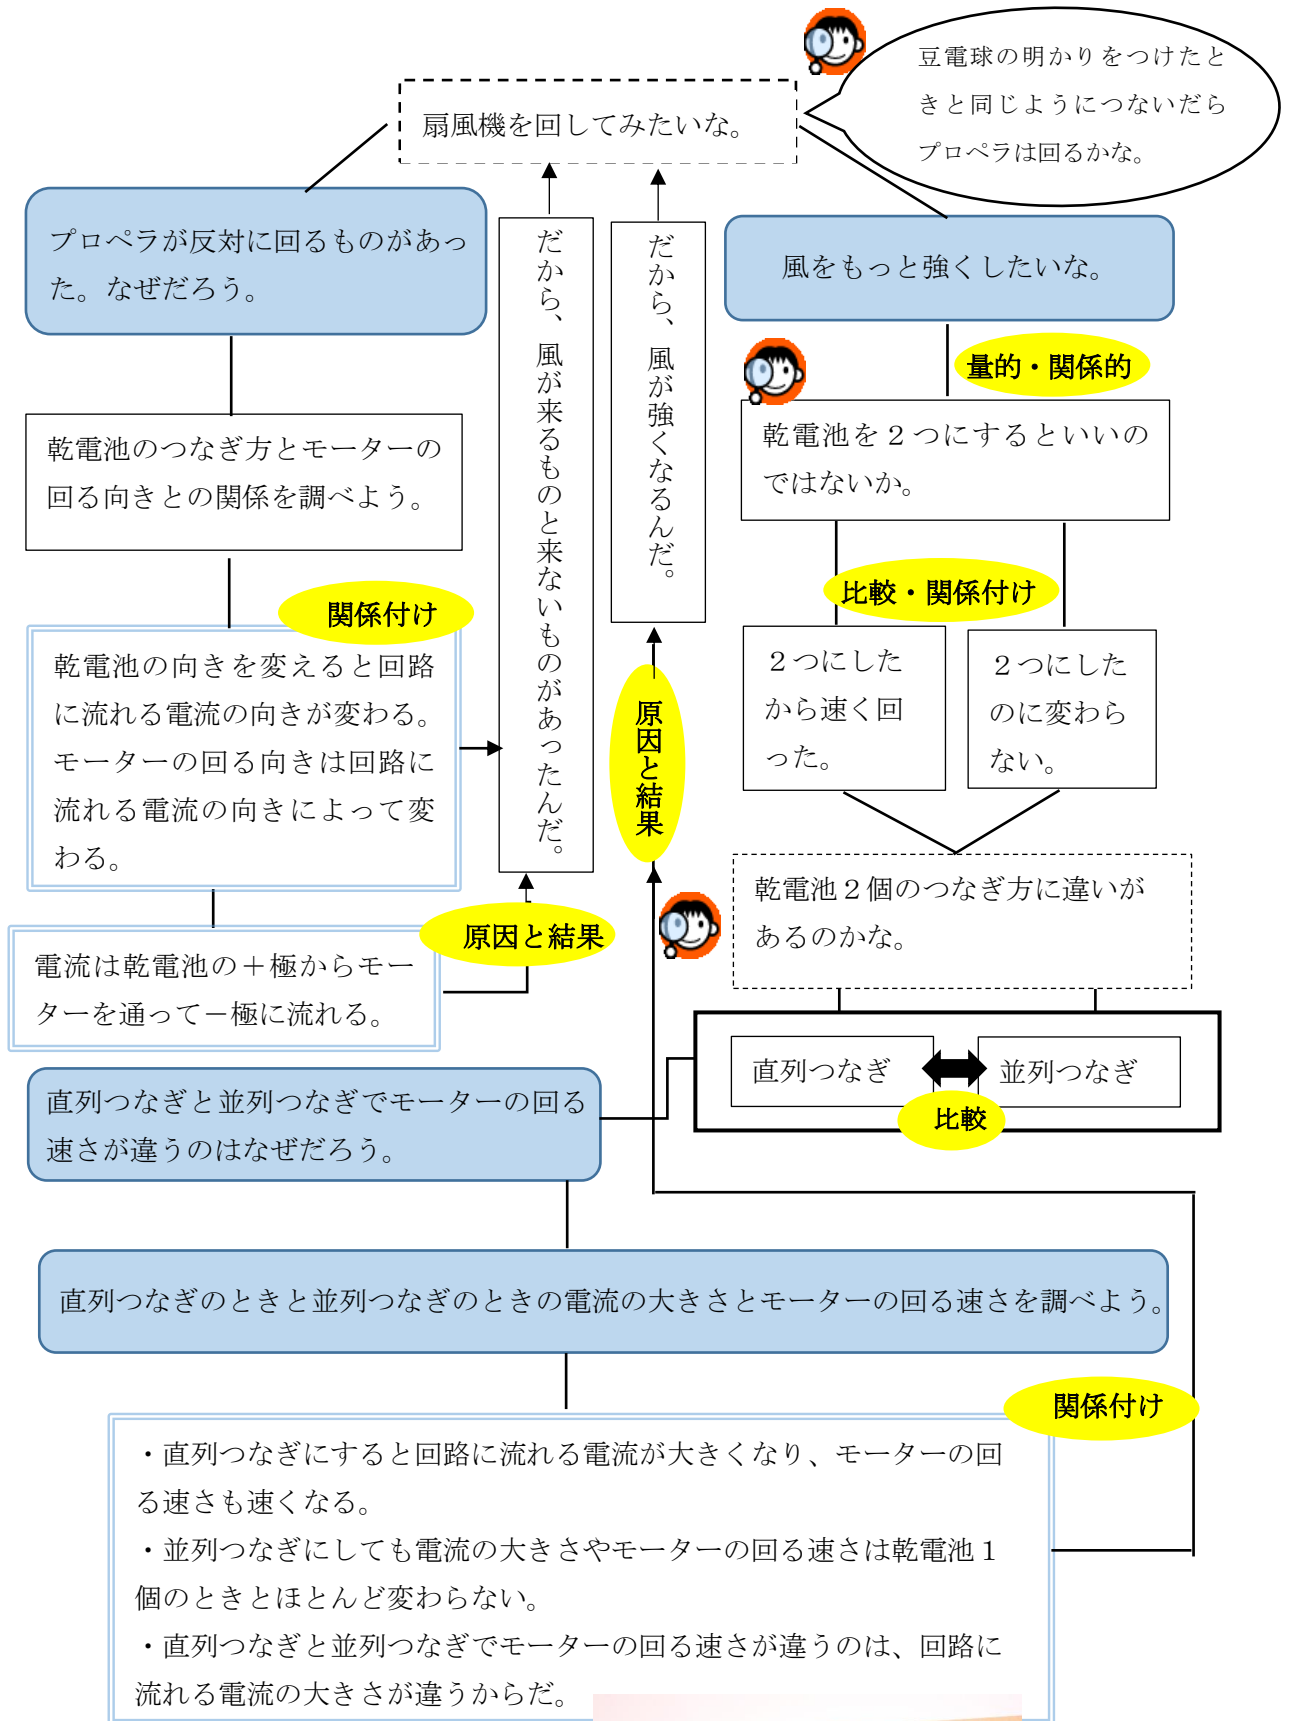 豆電球の明かりをつけたと
きと同じようにつないだら
プロペラは回るかな。
扇風機を回してみたいな。
プロペラが反対に回るものがあっ
た。なぜだろう。
だから、風が来るものと来ないものがあったんだ。
だから、風が強くなるんだ。
風をもっと強くしたいな。
量的・関係的
乾電池を２つにするといいの
ではないか。
乾電池のつなぎ方とモーターの
回る向きとの関係を調べよう。
比較・関係付け
関係付け
乾電池の向きを変えると回路
に流れる電流の向きが変わる。
モーターの回る向きは回路に
流れる電流の向きによって変
わる。
２つにした
から速く回
った。
２つにした
のに変わら
ない。
原因と結果
乾電池２個のつなぎ方に違いが
あるのかな。
原因と結果
電流は乾電池の＋極からモー
ターを通って－極に流れる。
直列つなぎ
並列つなぎ
比較
直列つなぎと並列つなぎでモーターの回る
速さが違うのはなぜだろう。
直列つなぎのときと並列つなぎのときの電流の大きさとモーターの回る速さを調べよう。
関係付け
・直列つなぎにすると回路に流れる電流が大きくなり、モーターの回
る速さも速くなる。
・並列つなぎにしても電流の大きさやモーターの回る速さは乾電池１
個のときとほとんど変わらない。
・直列つなぎと並列つなぎでモーターの回る速さが違うのは、回路に
流れる電流の大きさが違うからだ。